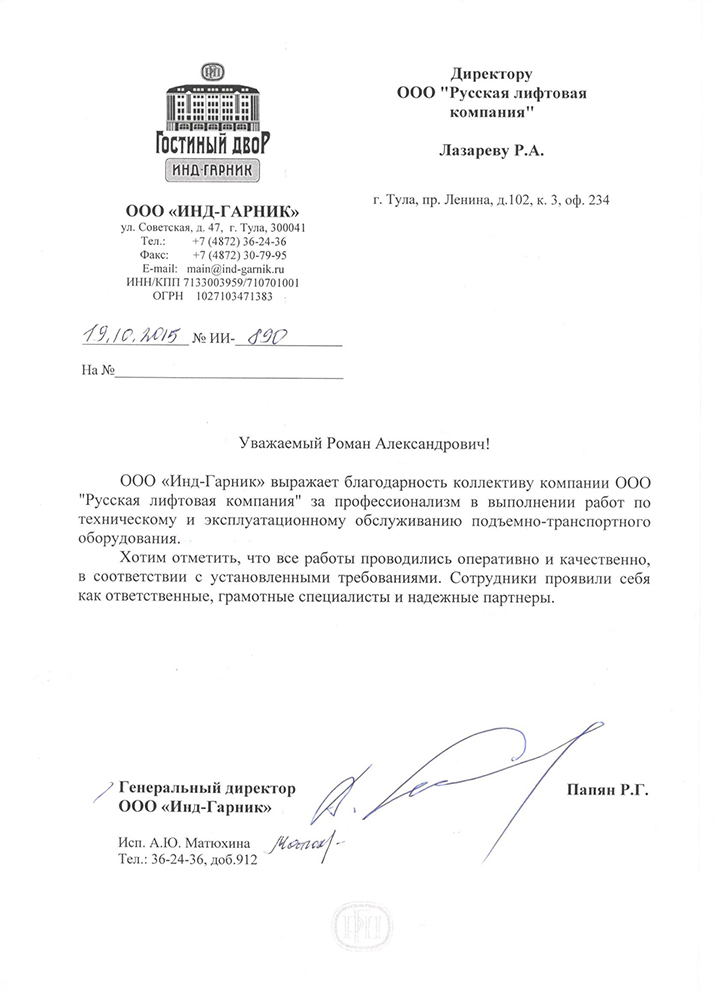 Гостиный двоР
ИНД-ГАРНИК
ООО «ИНД-ГАРНИК»
ул. Советская, д. 47, г. Тула, 300041
Тел.: +7 (4872) 36-24-36
Факс: +7 (4872) 30-79-95
E-mail: main@ind-garnik.ru
ИНН/КПП 7133003959/710701001
ОГРН 1027103471383
19.10.2015 № ИИ- 890
На №
Директору
ООО "Русская лифтовая
компания"
Лазареву Р.А.
г. Тула, пр. Ленина, д.102, к. 3, оф. 234
Уважаемый Роман Александрович!
ООО «Инд-Гарник» выражает благодарность коллективу компании ООО
"Русская лифтовая компания" за профессионализм в выполнении работ по
техническому и эксплуатационному обслуживанию подъемно-транспортного
оборудования.
Хотим отметить, что все работы проводились оперативно и качественно,
в соответствии с установленными требованиями. Сотрудники проявили себя
как ответственные, грамотные специалисты и надежные партнеры.
Генеральный директор
ООО «Инд-Гарник»
Папян Р.Г.
Исп. А.Ю. Матюхина
Тел.: 36-24-36, доб.912